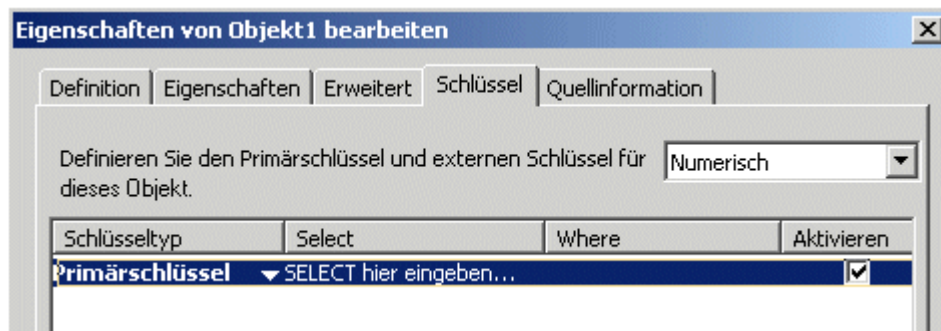 Eigenschaften von Objekt1 bearbeiten
Definition Eigenschaften Erweitert Schlüssel Quellinformation
Definieren Sie den Primärschlüssel und externen Schlüssel für
dieses Objekt.
Numerisch
Schlüsseltyp Select Where Aktivieren
Primärschlüssel SELECT hier eingeben...